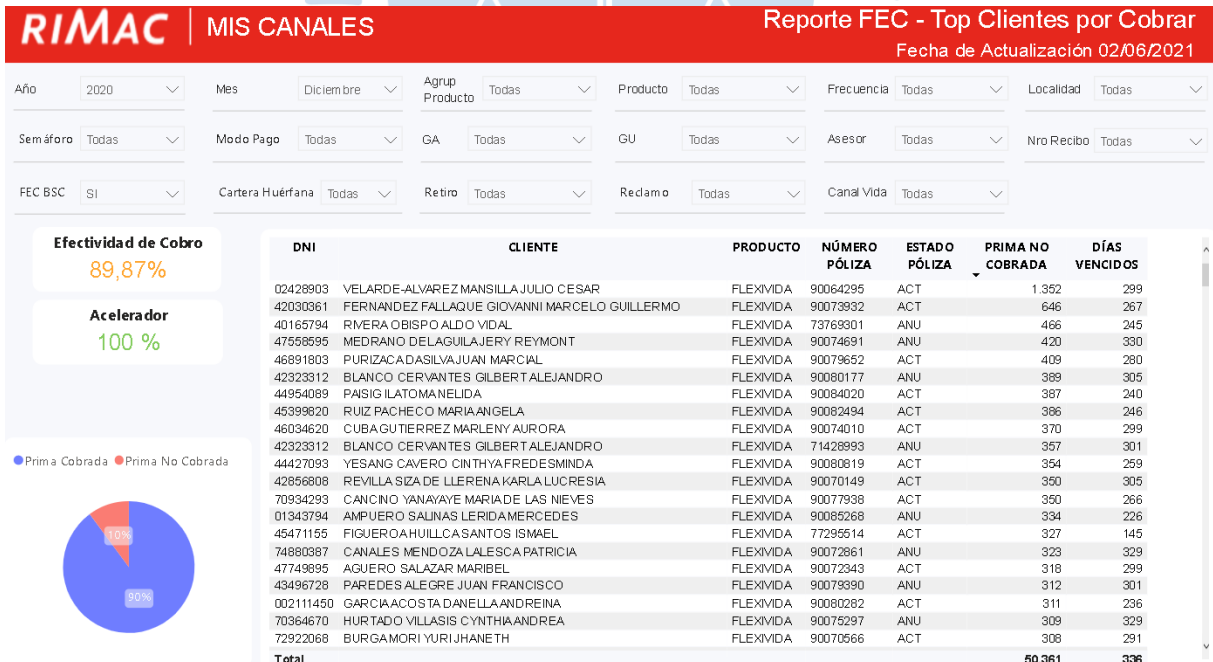 RIMAC MIS CANALES
Reporte FEC - Top Clientes por Cobrar
Fecha de Actualización 02/06/2021
Año 2020 Mes Diciembre Agrup Producto Todas Producto Todas Frecuencia Todas Localidad Todas
Semáforo Todas Modo Pago Todas GA Todas GU Todas Asesor Todas Nro Recibo Todas
FEC BSC SI Cartera Huérfana Todas Retiro Todas Reclamo Todas Canal Vida Todas
Efectividad de Cobro
89,87%
Acelerador
100 %
Prima Cobrada Prima No Cobrada
10%
90%
DNI CLIENTE PRODUCTO NÚMERO PÓLIZA ESTADO PÓLIZA PRIMA NO COBRADA DÍAS VENCIDOS
02428903 VELARDE-ALVAREZ MANSILLA JULIO CESAR FLEXIVIDA 90064295 ACT 1.352 299
42030361 FERNANDEZ FALLAQUE GIOVANNI MARCELO GUILLERMO FLEXIVIDA 90073932 ACT 646 267
40165794 RIVERA OBISPO ALDO VIDAL FLEXIVIDA 73769301 ANU 466 245
47558595 MEDRANO DELAGUILA JERY REYMONT FLEXIVIDA 90074691 ANU 420 330
46891803 PURIZACA DASILVA JUAN MARCIAL FLEXIVIDA 90079652 ACT 409 280
42323312 BLANCO CERVANTES GILBERT ALEJANDRO FLEXIVIDA 90080177 ANU 389 305
44954089 PAISIG ILATOMA NELIDA FLEXIVIDA 90084020 ACT 387 240
45399820 RUIZ PACHECO MARIA ANGELA FLEXIVIDA 90082494 ACT 386 246
46034620 CUBA GUTIERREZ MARLENY AURORA FLEXIVIDA 90074010 ACT 370 299
42323312 BLANCO CERVANTES GILBERT ALEJANDRO FLEXIVIDA 71428993 ANU 357 301
44427093 YESANG CAVERO CINTHYA FREDESMINDA FLEXIVIDA 90080819 ACT 354 259
42856808 REVILLA SIZA DE LLERENA KARLA LUCRESIA FLEXIVIDA 90070149 ACT 350 305
70934293 CANCINO YANAYAYE MARIA DE LAS NIEVES FLEXIVIDA 90077938 ACT 350 266
01343794 AMPUERO SALINAS LERIDA MERCEDES FLEXIVIDA 90085268 ANU 334 226
45471155 FIGUEROA HUILLCA SANTOS ISMAEL FLEXIVIDA 77295514 ACT 327 145
74880387 CANALES MENDOZA LALESCA PATRICIA FLEXIVIDA 90072861 ANU 323 329
47749895 AGUERO SALAZAR MARIBEL FLEXIVIDA 90072343 ACT 318 299
43496728 PAREDES ALEGRE JUAN FRANCISCO FLEXIVIDA 90079390 ANU 312 301
002111450 GARCIA ACOSTA DANELLA ANDREINA FLEXIVIDA 90080282 ACT 311 236
70364670 HURTADO VILLASIS CYNTHIA ANDREA FLEXIVIDA 90075297 ANU 309 329
72922068 BURGA MORI YURI JHANETH FLEXIVIDA 90070566 ACT 308 291
Total 50.361 336